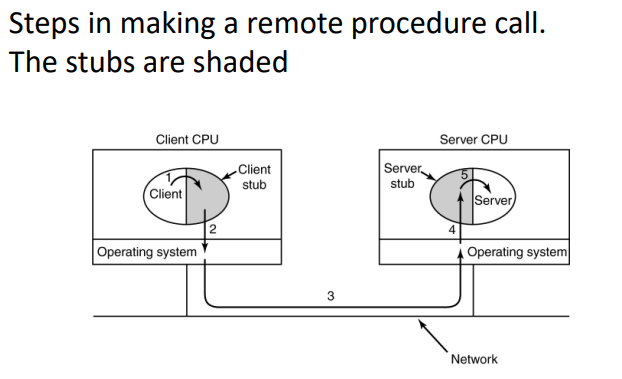 Steps in making a remote procedure call.
The stubs are shaded
Client CPU
Server CPU
Client
stub
Server
stub
1
Client
5
Server
2
4
Operating system
Operating system
3
Network